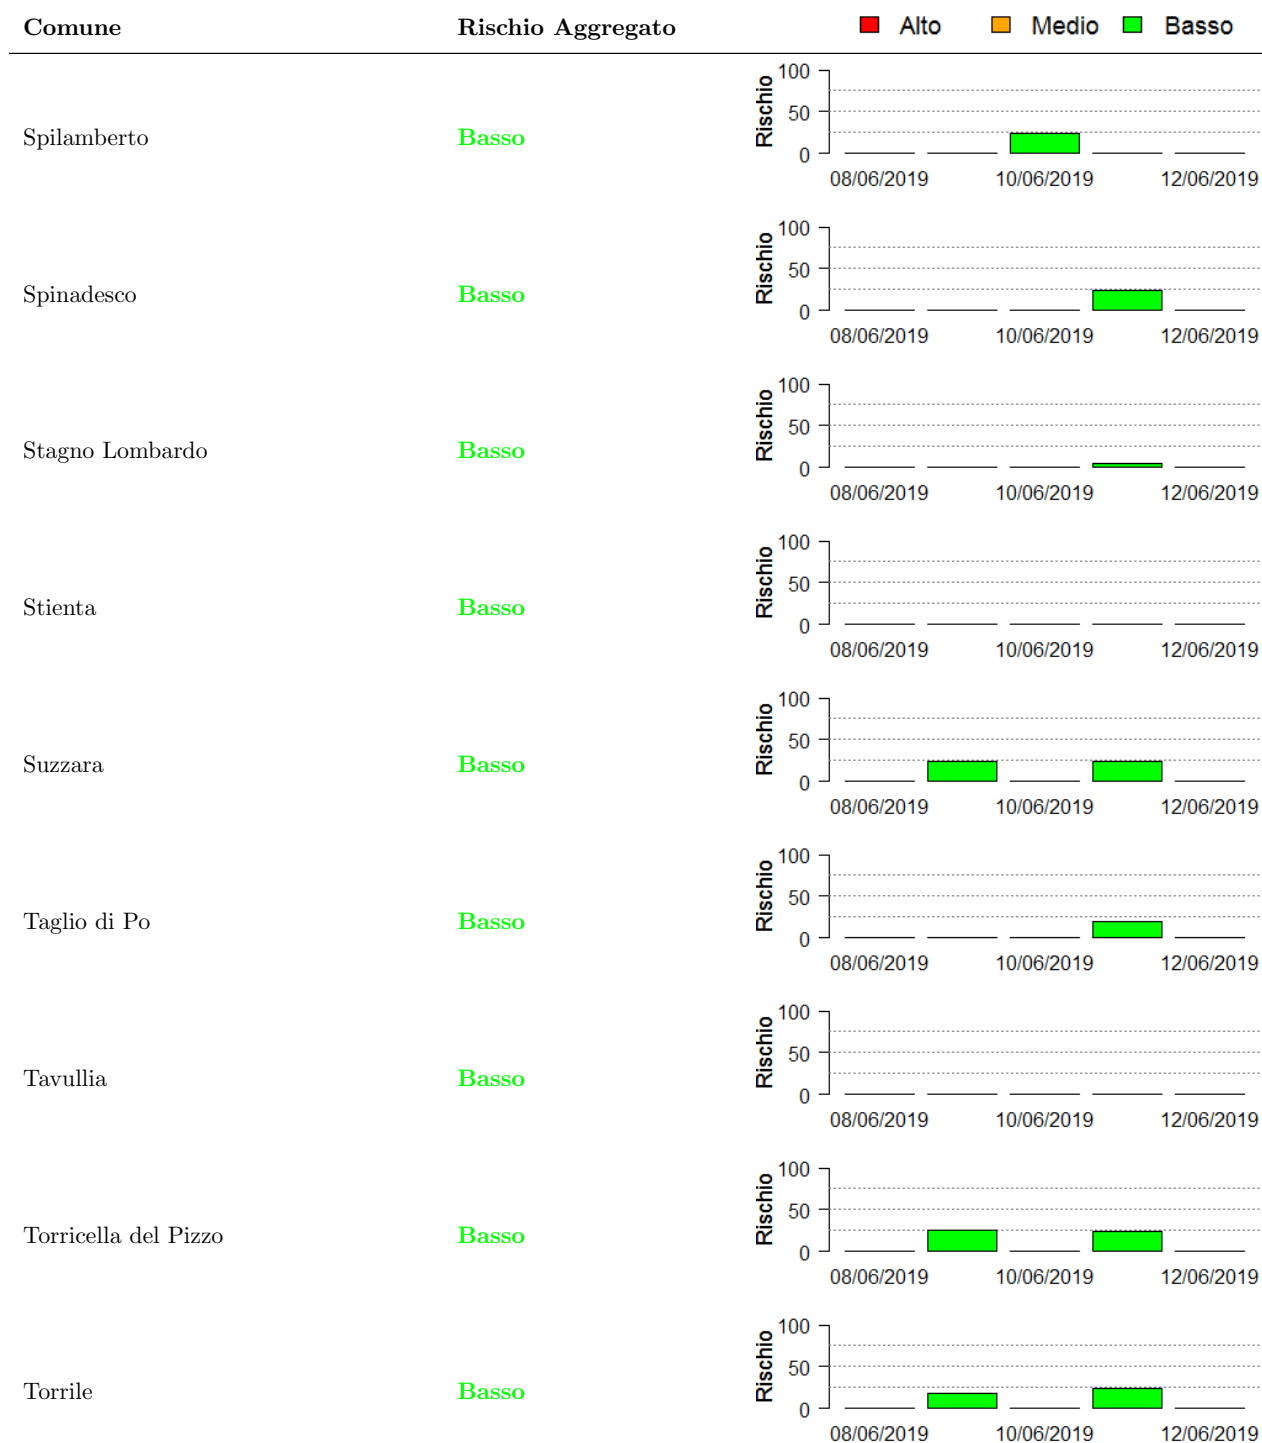 Comune Rischio Aggregato Alto Medio Basso
100
50
0
Rischio
Spilamberto Basso
08/06/2019 10/06/2019 12/06/2019
100
50
0
Rischio
Spinadesco Basso
08/06/2019 10/06/2019 12/06/2019
100
50
0
Rischio
Stagno Lombardo Basso
08/06/2019 10/06/2019 12/06/2019
100
50
0
Rischio
Stienta Basso
08/06/2019 10/06/2019 12/06/2019
100
50
0
Rischio
Suzzara Basso
08/06/2019 10/06/2019 12/06/2019
100
50
0
Rischio
Taglio di Po Basso
08/06/2019 10/06/2019 12/06/2019
100
50
0
Rischio
Tavullia Basso
08/06/2019 10/06/2019 12/06/2019
100
50
0
Rischio
Torricella del Pizzo Basso
08/06/2019 10/06/2019 12/06/2019
100
50
0
Rischio
Torrile Basso
08/06/2019 10/06/2019 12/06/2019